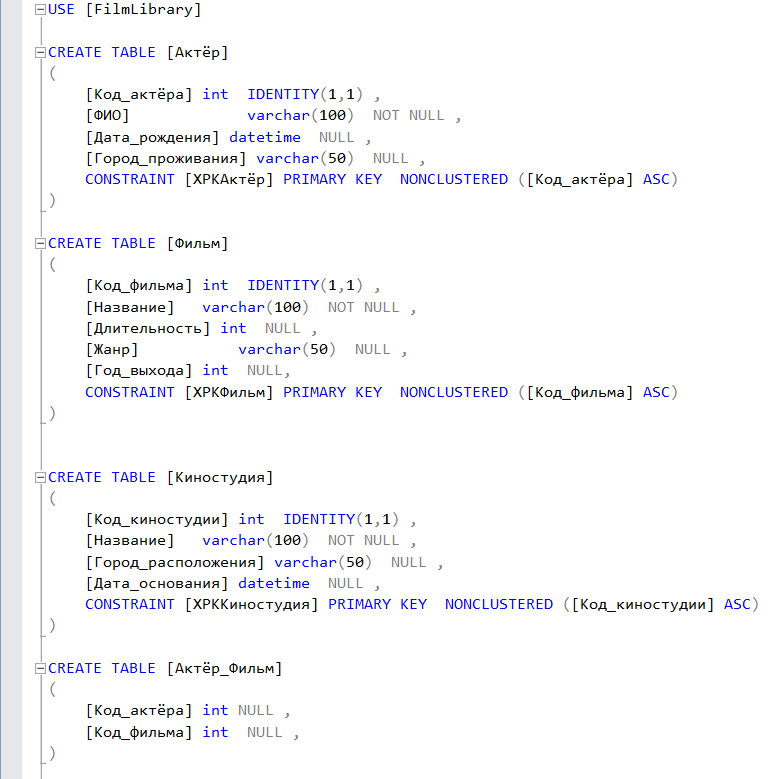 USE [FilmLibrary]
CREATE TABLE [Актёр]
(
[Код_актёра] int IDENTITY(1,1) ,
[ФИО] varchar(100) NOT NULL ,
[Дата_рождения] datetime NULL ,
[Город_проживания] varchar(50) NULL ,
CONSTRAINT [XPKАктёр] PRIMARY KEY NONCLUSTERED ([Код_актёра] ASC)
)
CREATE TABLE [Фильм]
(
[Код_фильма] int IDENTITY(1,1) ,
[Название] varchar(100) NOT NULL ,
[Длительность] int NULL ,
[Жанр] varchar(50) NULL ,
[Год_выхода] int NULL,
CONSTRAINT [XPKФильм] PRIMARY KEY NONCLUSTERED ([Код_фильма] ASC)
)
CREATE TABLE [Киностудия]
(
[Код_киностудии] int IDENTITY(1,1) ,
[Название] varchar(100) NOT NULL ,
[Город_расположения] varchar(50) NULL ,
[Дата_основания] datetime NULL ,
CONSTRAINT [XPKКиностудия] PRIMARY KEY NONCLUSTERED ([Код_киностудии] ASC)
)
CREATE TABLE [Актёр_Фильм]
(
[Код_актёра] int NULL ,
[Код_фильма] int NULL ,
)